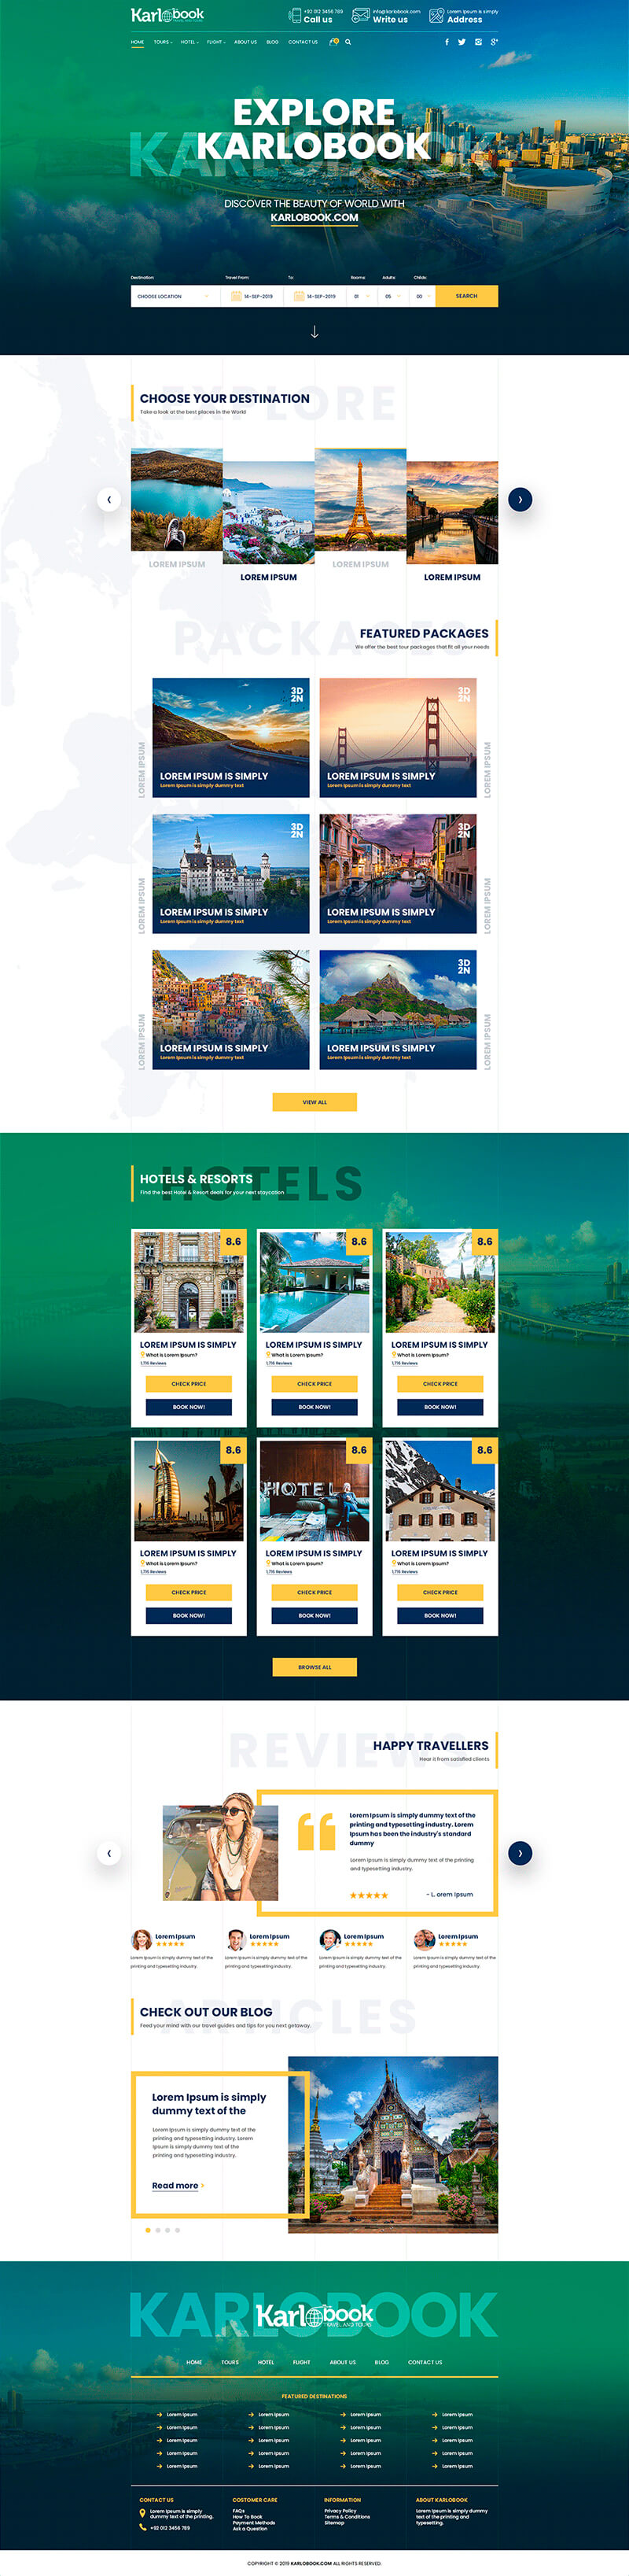 Karlobook
+92 012 3456 789
Call us
info@karlobook.com
Write us
Lorem Ipsum is simply
Address
HOME TOURS HOTEL FLIGHT ABOUT US BLOG CONTACT US
KARLOBOOK
EXPLORE
KARLOBOOK
DISCOVER THE BEAUTY OF WORLD WITH
KARLOBOOK.COM
Destination: Travel From: To: Rooms: Adults: Childs:
CHOOSE LOCATION 14-SEP-2019 14-SEP-2019 01 05 00 SEARCH
EXPLORE
CHOOSE YOUR DESTINATION
Take a look at the best places in the World
LOREM IPSUM
LOREM IPSUM
LOREM IPSUM
LOREM IPSUM
PACKAGES
FEATURED PACKAGES
We offer the best tour packages that fit all your needs
3D
2N
LOREM IPSUM IS SIMPLY
Lorem Ipsum is simply dummy text
LOREM IPSUM
3D
2N
LOREM IPSUM IS SIMPLY
Lorem Ipsum is simply dummy text
LOREM IPSUM
3D
2N
LOREM IPSUM IS SIMPLY
Lorem Ipsum is simply dummy text
LOREM IPSUM
3D
2N
LOREM IPSUM IS SIMPLY
Lorem Ipsum is simply dummy text
LOREM IPSUM
3D
2N
LOREM IPSUM IS SIMPLY
Lorem Ipsum is simply dummy text
LOREM IPSUM
3D
2N
LOREM IPSUM IS SIMPLY
Lorem Ipsum is simply dummy text
LOREM IPSUM
VIEW ALL
HOTELS
HOTELS & RESORTS
Find the best Hotel & Resort deals for your next staycation
8.6
LOREM IPSUM IS SIMPLY
What is Lorem Ipsum?
1,716 Reviews
CHECK PRICE
BOOK NOW!
8.6
LOREM IPSUM IS SIMPLY
What is Lorem Ipsum?
1,716 Reviews
CHECK PRICE
BOOK NOW!
8.6
LOREM IPSUM IS SIMPLY
What is Lorem Ipsum?
1,716 Reviews
CHECK PRICE
BOOK NOW!
8.6
LOREM IPSUM IS SIMPLY
What is Lorem Ipsum?
1,716 Reviews
CHECK PRICE
BOOK NOW!
8.6
HOTEL
LOREM IPSUM IS SIMPLY
What is Lorem Ipsum?
1,716 Reviews
CHECK PRICE
BOOK NOW!
8.6
LOREM IPSUM IS SIMPLY
What is Lorem Ipsum?
1,716 Reviews
CHECK PRICE
BOOK NOW!
BROWSE ALL
REVIEWS
HAPPY TRAVELLERS
Hear it from satisfied clients
Lorem Ipsum is simply dummy text of the
printing and typesetting industry. Lorem
Ipsum has been the industry's standard
dummy
Lorem Ipsum is simply dummy text of the printing
and typesetting industry.
- L. orem Ipsum
Lorem Ipsum
Lorem Ipsum is simply dummy text of the
printing and typesetting industry.
Lorem Ipsum
Lorem Ipsum is simply dummy text of the
printing and typesetting industry.
Lorem Ipsum
Lorem Ipsum is simply dummy text of the
printing and typesetting industry.
Lorem Ipsum
Lorem Ipsum is simply dummy text of the
printing and typesetting industry.
ARTICLES
CHECK OUT OUR BLOG
Feed your mind with our travel guides and tips for you next getaway.
Lorem Ipsum is simply
dummy text of the
Lorem Ipsum is simply dummy text of the
printing and typesetting industry. Lorem
Ipsum is simply dummy text of the
printing and typesetting industry.
Read more
KARLOBOOK
Karlobook
TRAVEL AND TOURS
HOME TOURS HOTEL FLIGHT ABOUT US BLOG CONTACT US
FEATURED DESTINATIONS
Lorem Ipsum Lorem Ipsum Lorem Ipsum Lorem Ipsum
Lorem Ipsum Lorem Ipsum Lorem Ipsum Lorem Ipsum
Lorem Ipsum Lorem Ipsum Lorem Ipsum Lorem Ipsum
Lorem Ipsum Lorem Ipsum Lorem Ipsum Lorem Ipsum
Lorem Ipsum Lorem Ipsum Lorem Ipsum Lorem Ipsum
CONTACT US
Lorem Ipsum is simply
dummy text of the printing.
+92 012 3456 789
COSTOMER CARE
FAQs
How To Book
Payment Methods
Ask a Question
INFORMATION
Privacy Policy
Terms & Conditions
Sitemap
ABOUT KARLOBOOK
Lorem Ipsum is simply dummy
text of the printing and
typesetting.
COPYRIGHT © 2019 KARLOBOOK.COM ALL RIGHTS RESERVED.